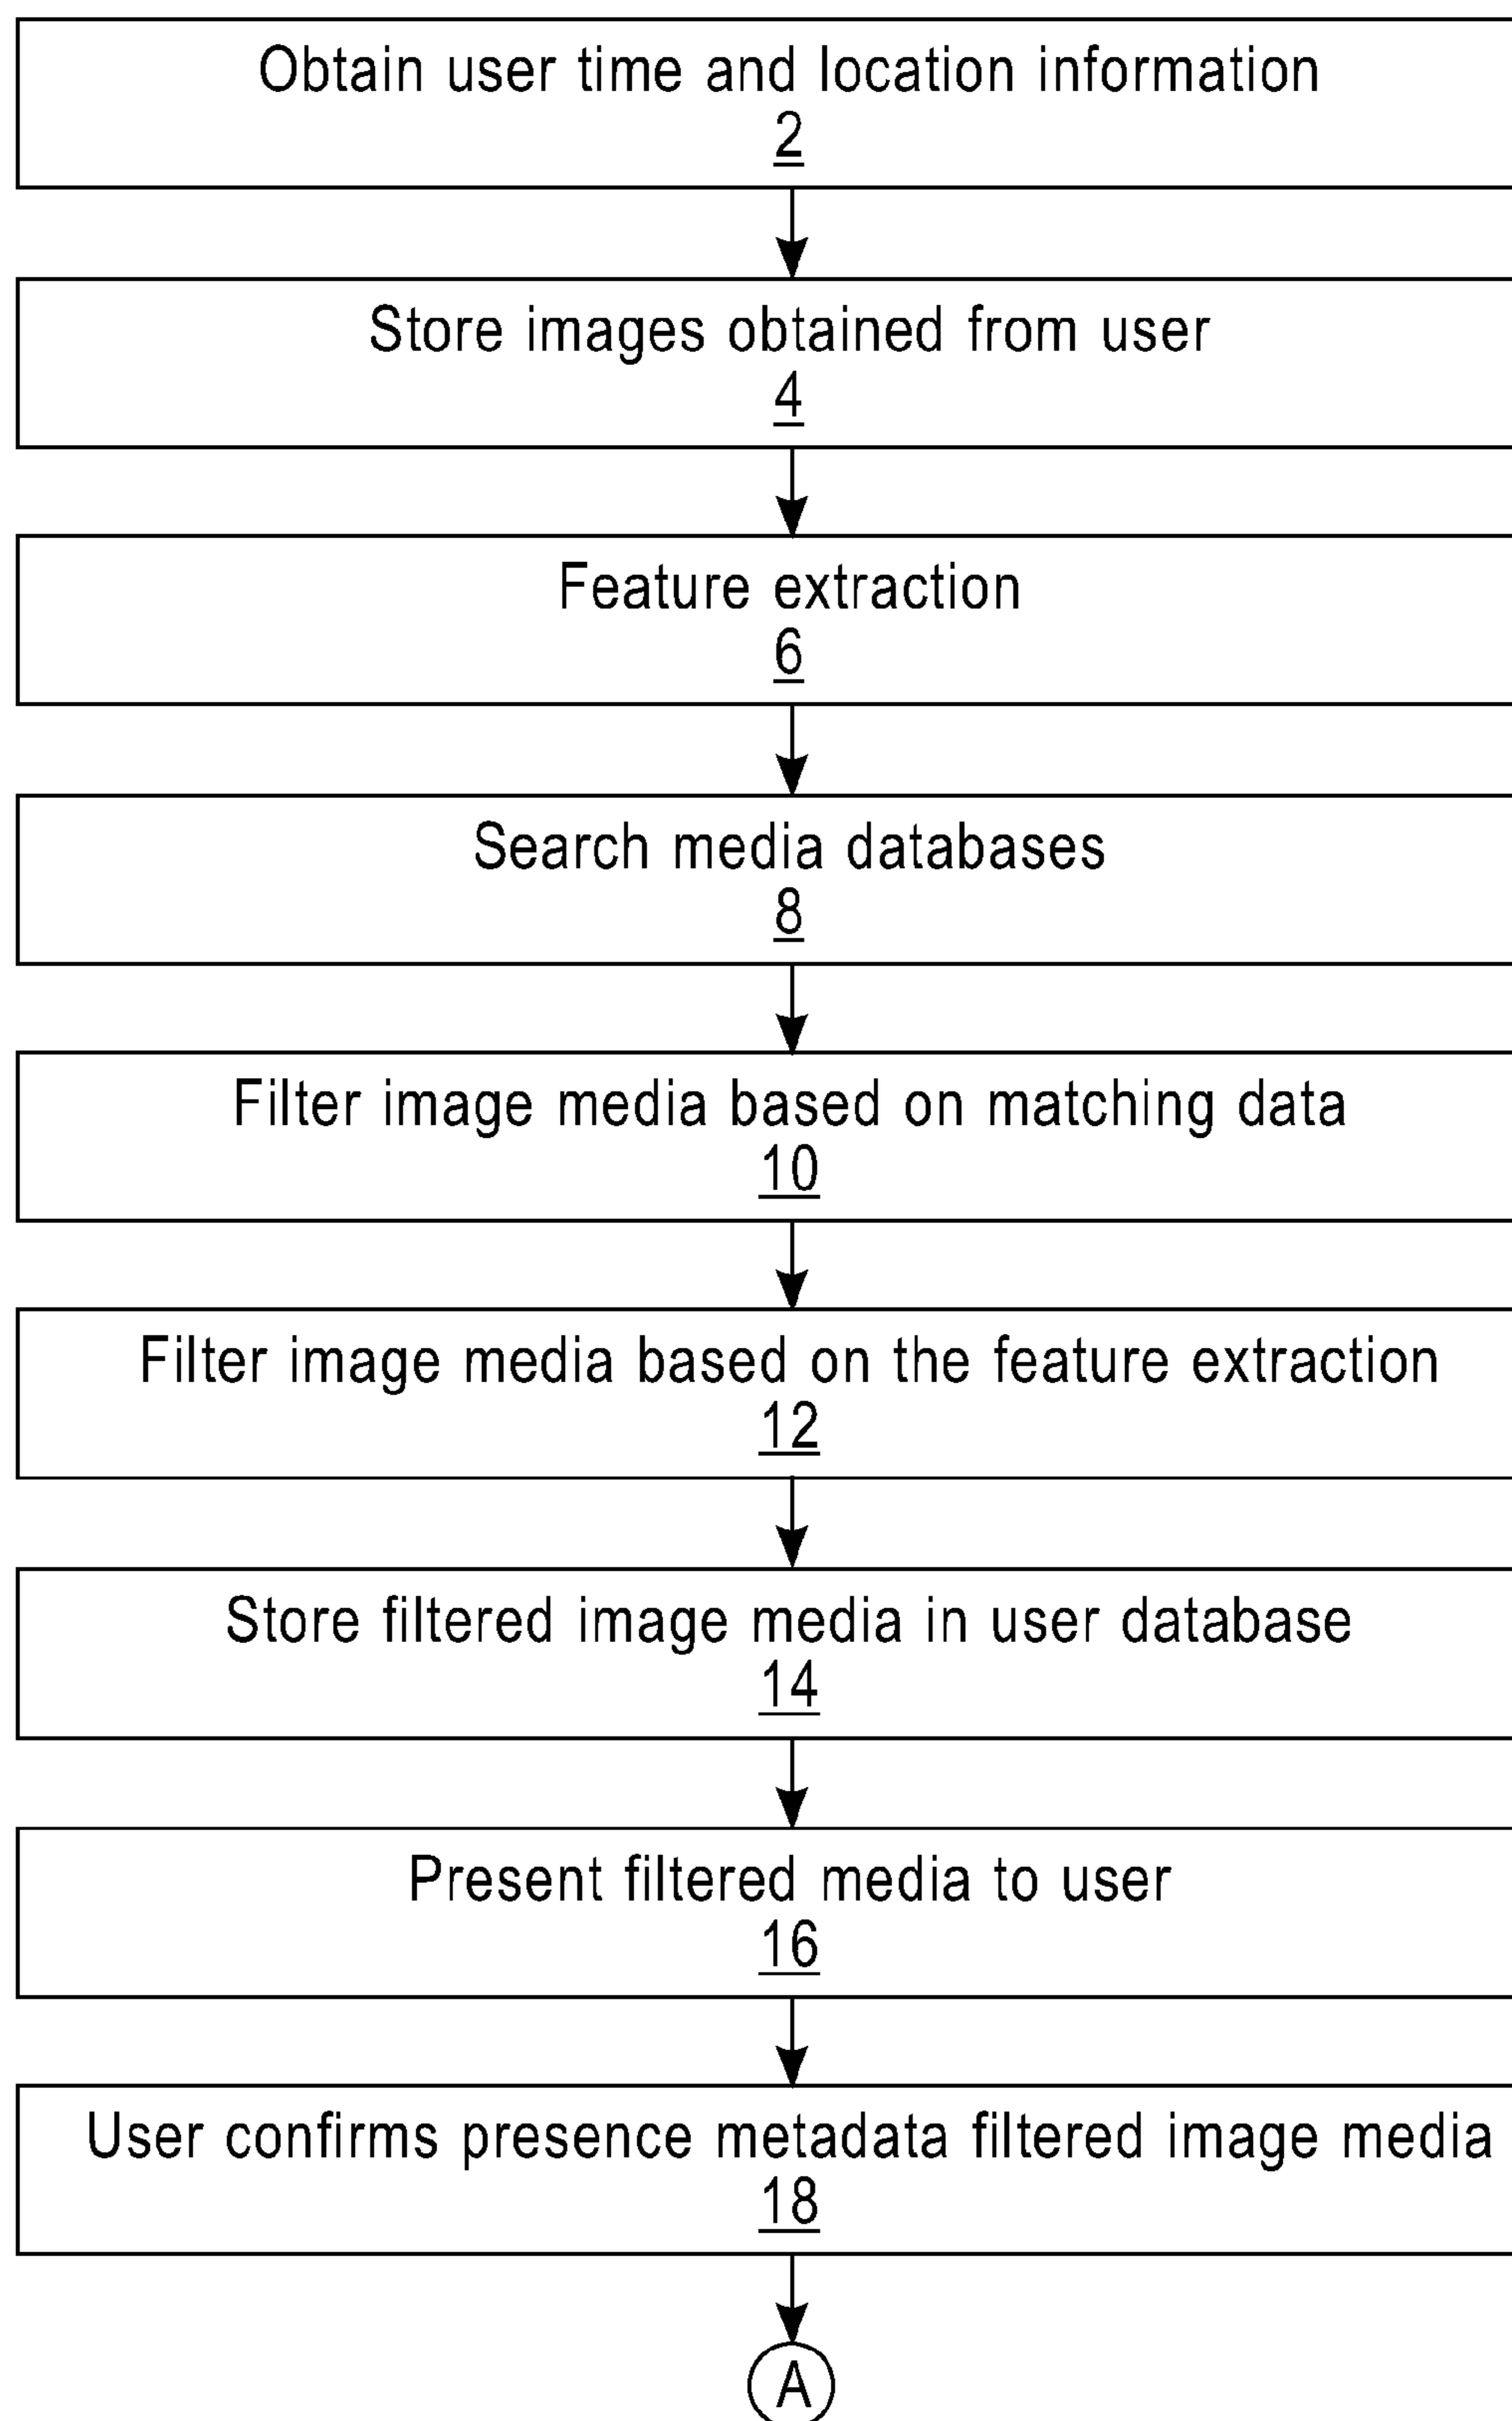 Obtain user time and location information
2
Store images obtained from user
4
Feature extraction
6
Search media databases
8
Filter image media based on matching data
10
Filter image media based on the feature extraction
12
Store filtered image media in user database
14
Present filtered media to user
16
User confirms presence metadata filtered image media
18
A